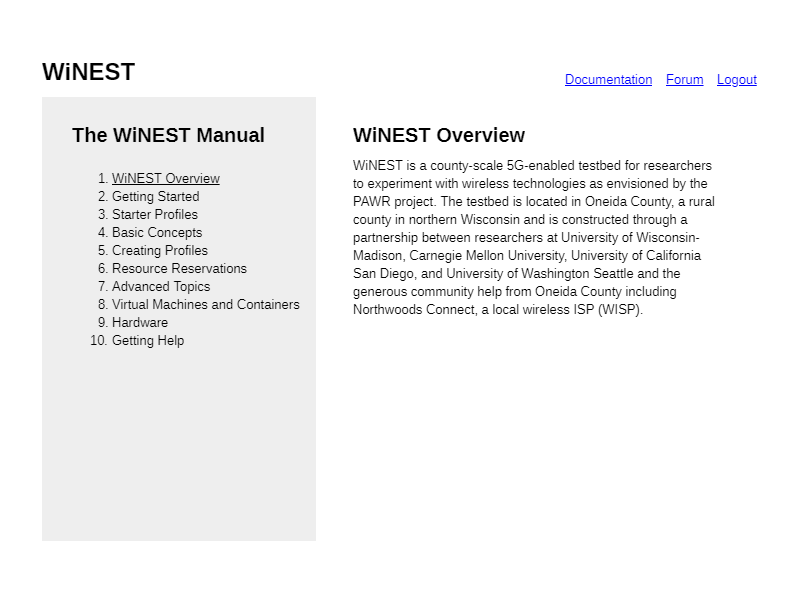 WiNEST
Documentation Forum Logout
The WiNEST Manual
1. WiNEST Overview
2. Getting Started
3. Starter Profiles
4. Basic Concepts
5. Creating Profiles
6. Resource Reservations
7. Advanced Topics
8. Virtual Machines and Containers
9. Hardware
10. Getting Help
WiNEST Overview
WiNEST is a county-scale 5G-enabled testbed for researchers
to experiment with wireless technologies as envisioned by the
PAWR project. The testbed is located in Oneida County, a rural
county in northern Wisconsin and is constructed through a
partnership between researchers at University of Wisconsin-
Madison, Carnegie Mellon University, University of California
San Diego, and University of Washington Seattle and the
generous community help from Oneida County including
Northwoods Connect, a local wireless ISP (WISP).